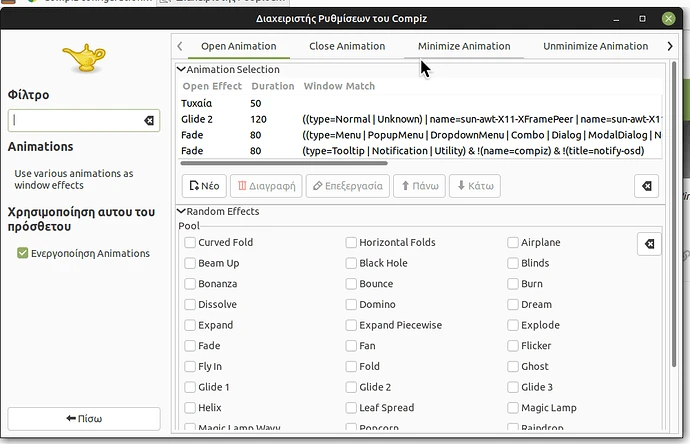 Διαχειριστής Ρυθμίσεων του Compiz
Open Animation
Close Animation
Minimize Animation
Unminimize Animation
Φίλτρο
Animations
Use various animations as
window effects
Χρησιμοποίηση αυτου του
πρόσθετου
Ενεργοποίηση Animations
Πίσω
Animation Selection
Open Effect Duration Window Match
Τυχαία 50
Glide 2 120 ((type=Normal | Unknown) | name=sun-awt-X11-XFramePeer | name=sun-awt-X1
Fade 80 ((type=Menu | PopupMenu | DropdownMenu | Combo | Dialog | ModalDialog | N
Fade 80 (type=Tooltip | Notification | Utility) & !(name=compiz) & !(title=notify-osd)
Νέο Διαγραφή Επεξεργασία Πάνω Κάτω
Random Effects
Pool
Curved Fold Horizontal Folds Airplane
Beam Up Black Hole Blinds
Bonanza Bounce Burn
Dissolve Domino Dream
Expand Expand Piecewise Explode
Fade Fan Flicker
Fly In Fold Ghost
Glide 1 Glide 2 Glide 3
Helix Leaf Spread Magic Lamp
Magic Lamp Wavy Popcorn Raindrop